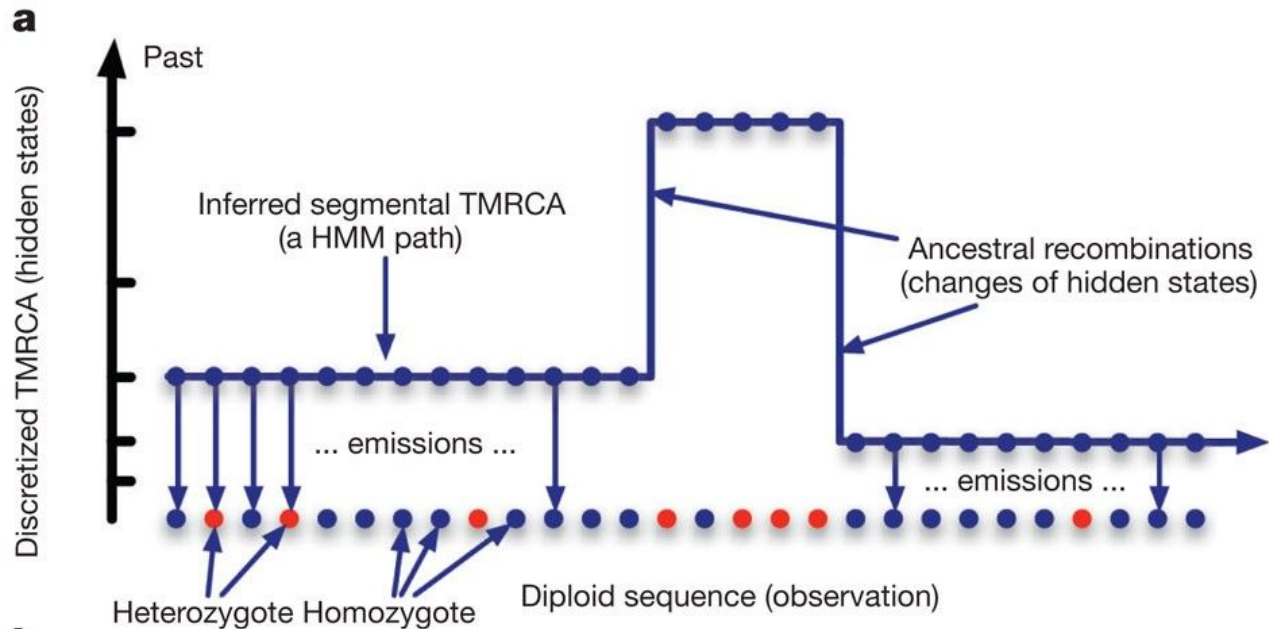 a
Past
Discretized TMRCA (hidden states)
Inferred segmental TMRCA
(a HMM path)
Ancestral recombinations
(changes of hidden states)
... emissions ...
... emissions ...
Heterozygote Homozygote
Diploid sequence (observation)